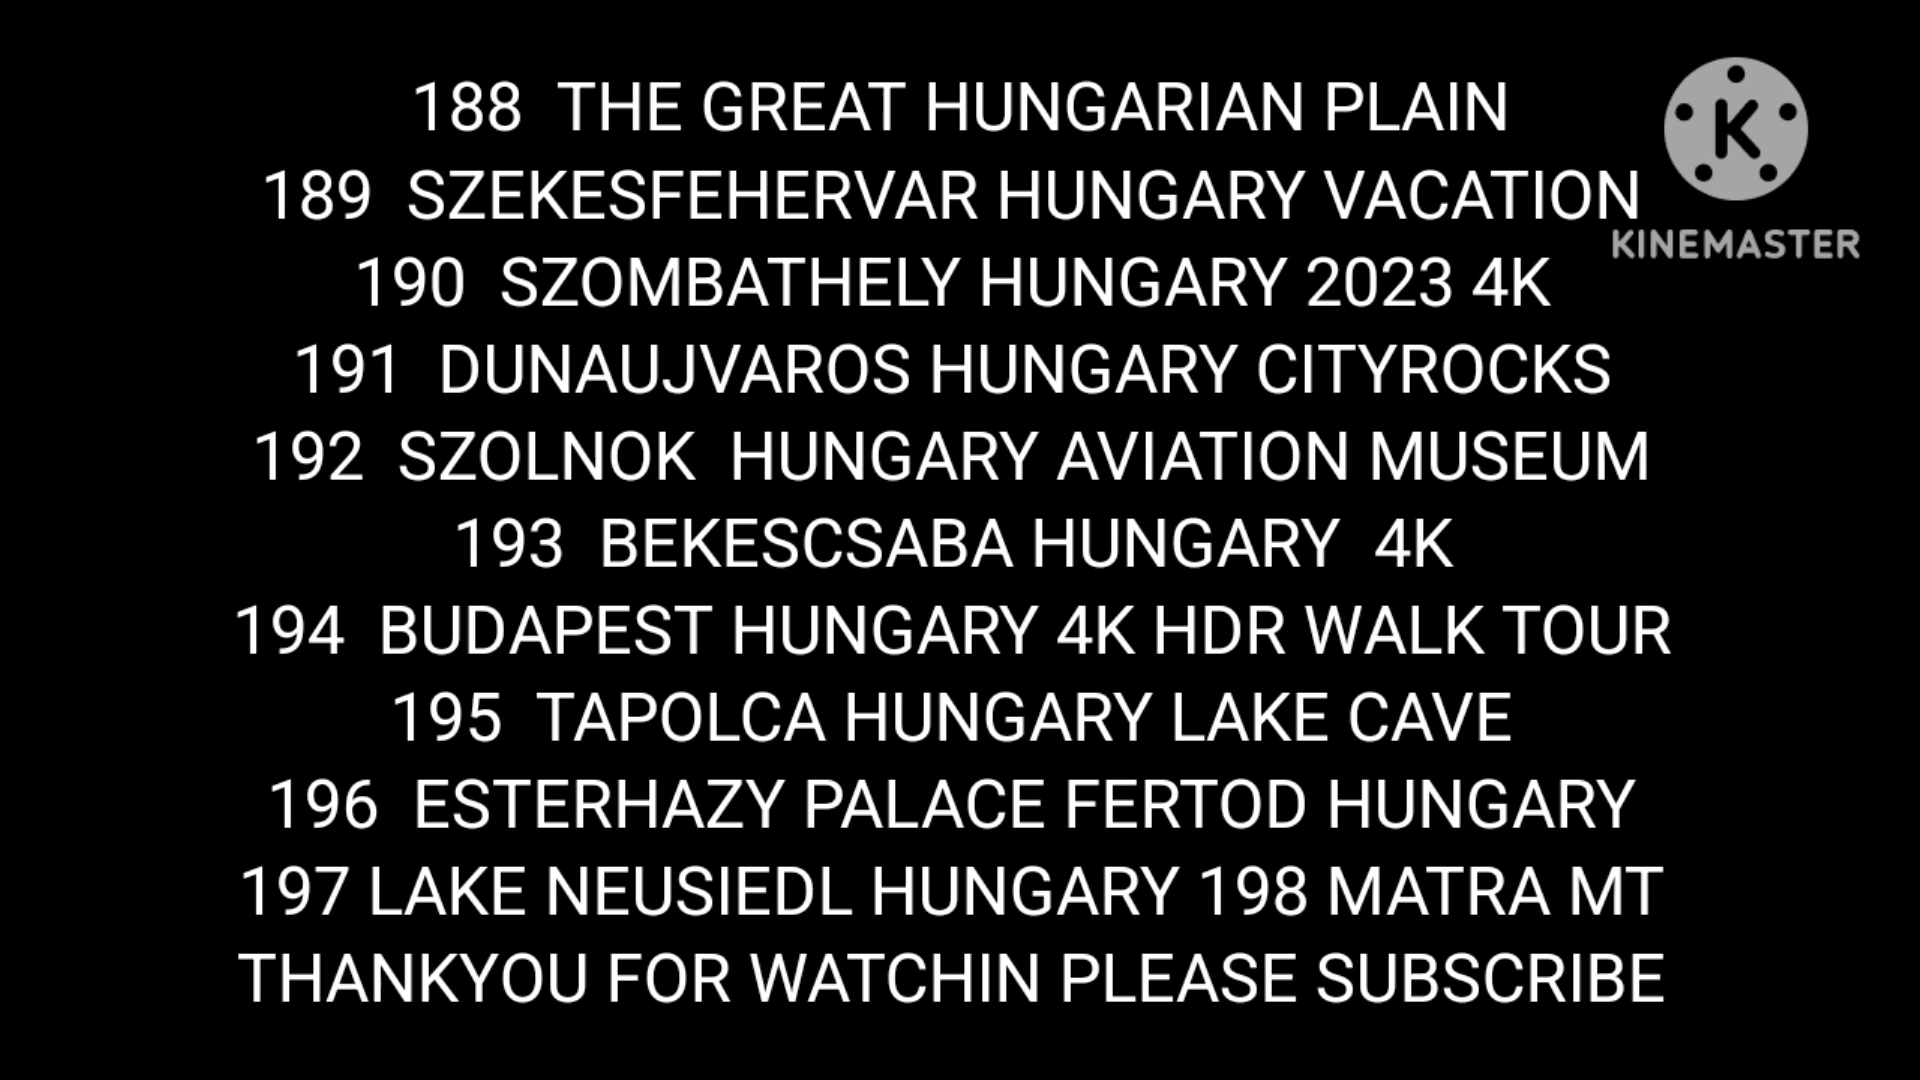 188  THE GREAT HUNGARIAN PLAIN
189  SZEKESFEHERVAR HUNGARY VACATION
190  SZOMBATHELY HUNGARY 2023 4K
191  DUNAUJVAROS HUNGARY CITYROCKS
192  SZOLNOK  HUNGARY AVIATION MUSEUM
193  BEKESCSABA HUNGARY  4K
194  BUDAPEST HUNGARY 4K HDR WALK TOUR
195  TAPOLCA HUNGARY LAKE CAVE
196  ESTERHAZY PALACE FERTOD HUNGARY
197 LAKE NEUSIEDL HUNGARY 198 MATRA MT
THANKYOU FOR WATCHIN PLEASE SUBSCRIBE
K
KINEMASTER